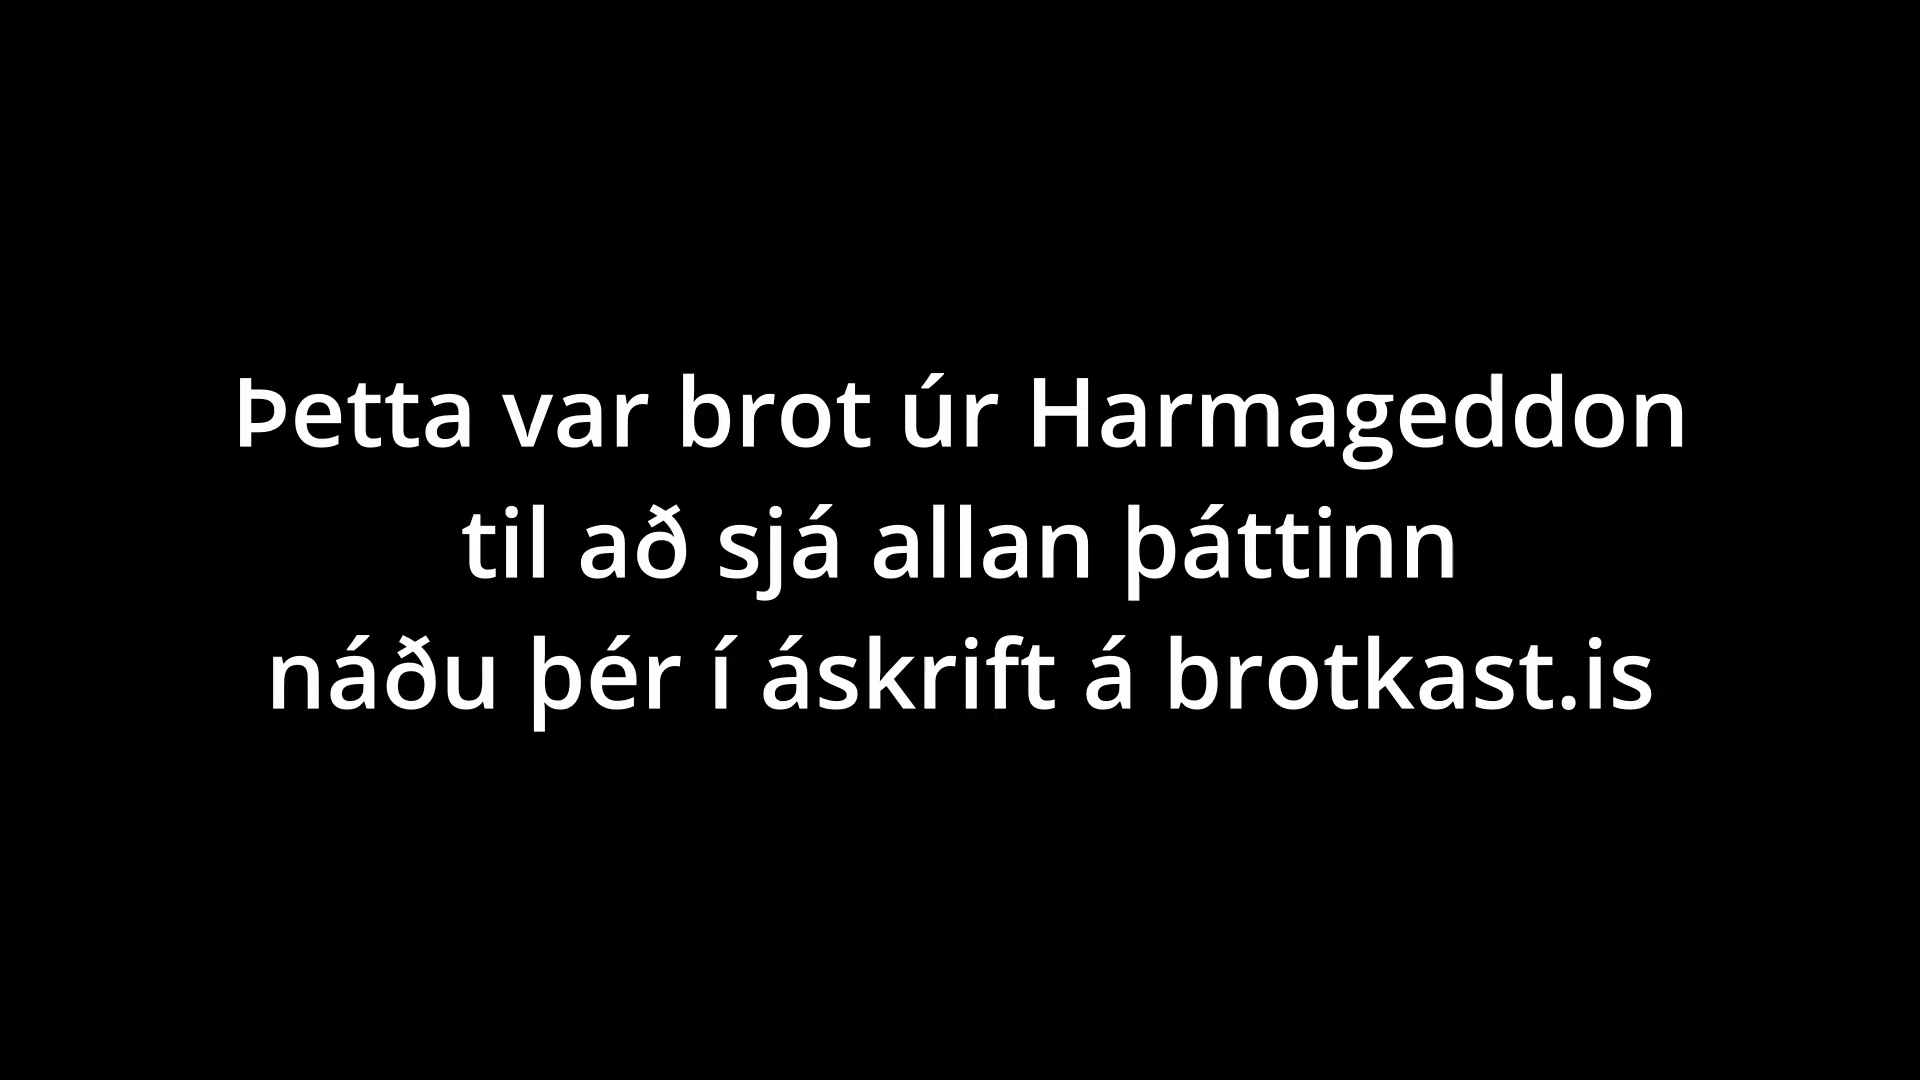 Þetta var brot úr Harmageddon
til að sjá allan þáttinn
náðu þér í áskrift á brotkast.is